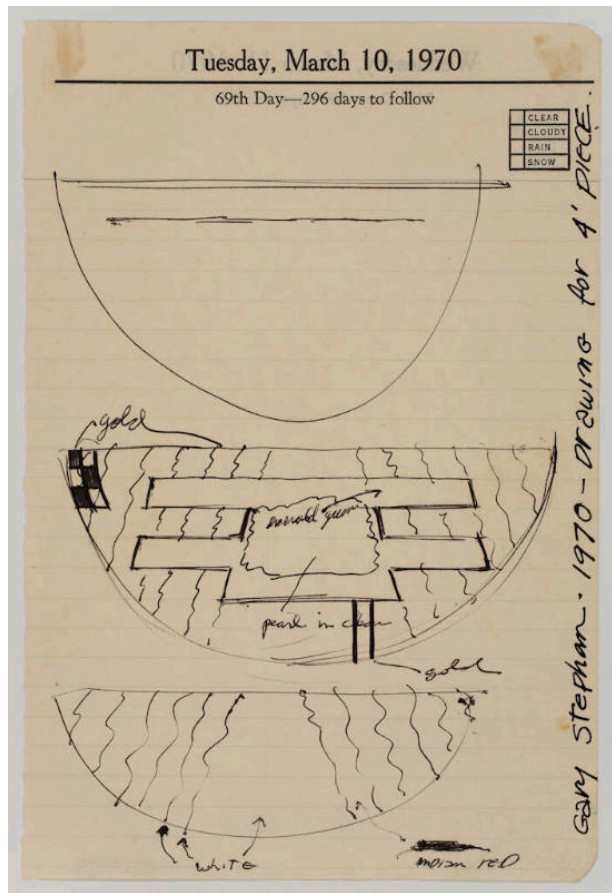 Tuesday, March 10, 1970
69th Day—296 days to follow
CLEAR
CLOUDY
RAIN
SNOW
Gary Stephan. 1970 - Drawing for 4' PIECE.
gold
emerald green
pearl in clear
gold
white
red